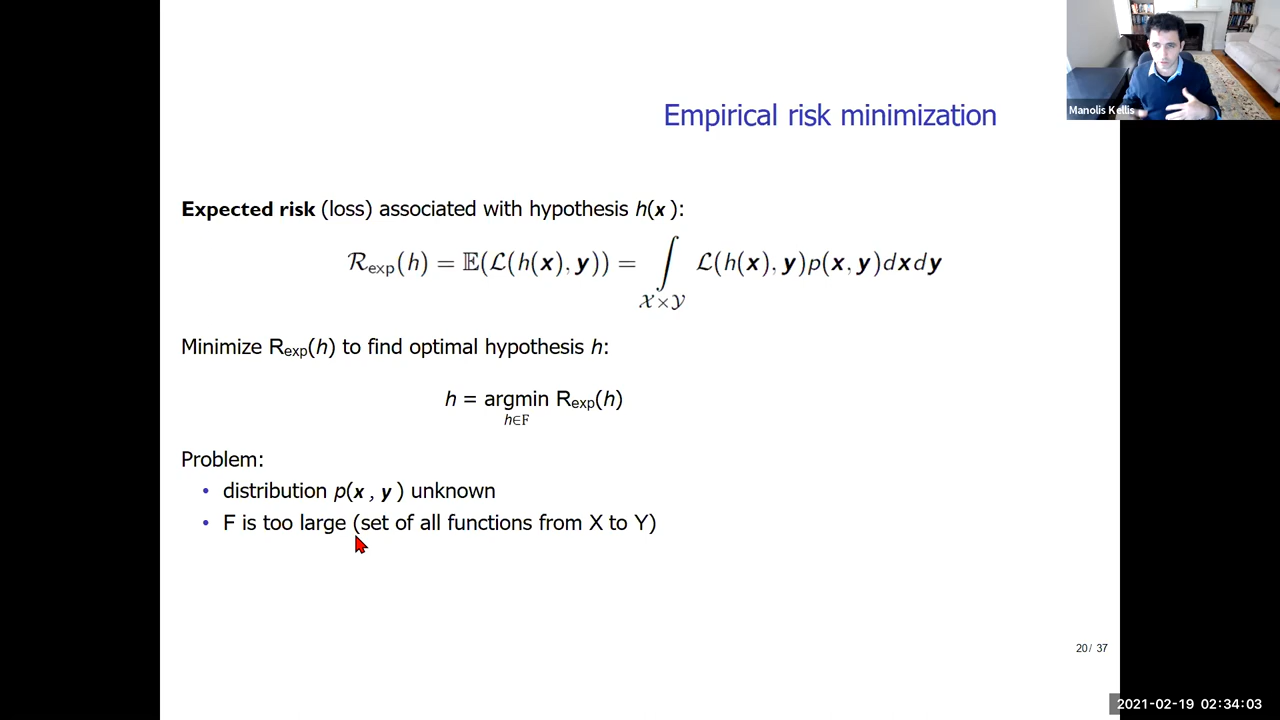 Manolis Kellis
Empirical risk minimization
Expected risk (loss) associated with hypothesis h(x ):
ℛexp(h) = 𝔼(ℒ(h(x), y)) = ∫𝒳×𝒴 ℒ(h(x), y)p(x, y)dxdy
Minimize Rexp(h) to find optimal hypothesis h:
h = argmin Rexp(h)
h∈F
Problem:
• distribution p(x , y ) unknown
• F is too large (set of all functions from X to Y)
20/ 37
2021-02-19 02:34:03